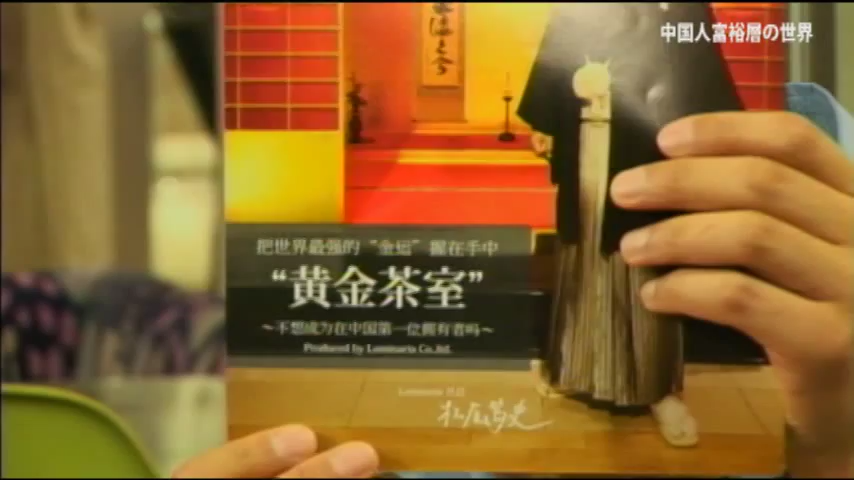 中国人富裕層の世界
把世界最强的“金运”握在手中
“黄金茶室”
～不想成为在中国第一位拥有者吗～
Produced by Luminario Co.,ltd.